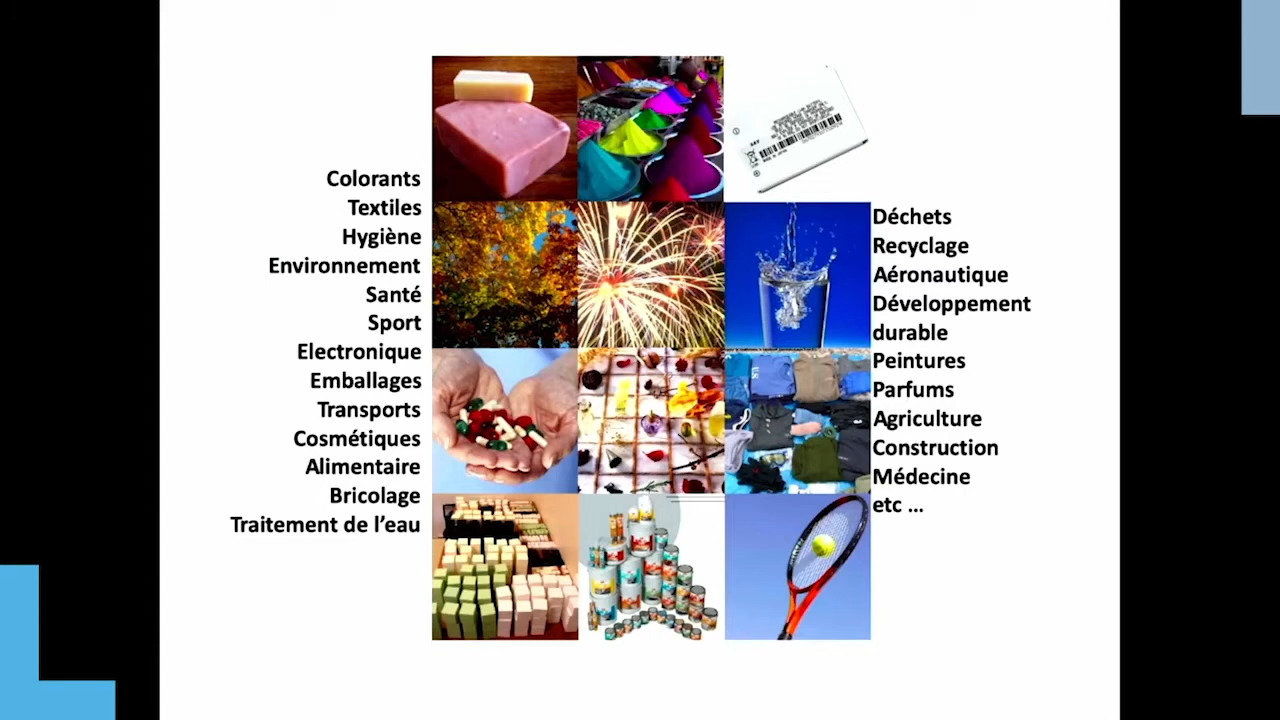 Colorants
Textiles
Hygiène
Environnement
Santé
Sport
Electronique
Emballages
Transports
Cosmétiques
Alimentaire
Bricolage
Traitement de l’eau
Déchets
Recyclage
Aéronautique
Développement
durable
Peintures
Parfums
Agriculture
Construction
Médecine
etc ...